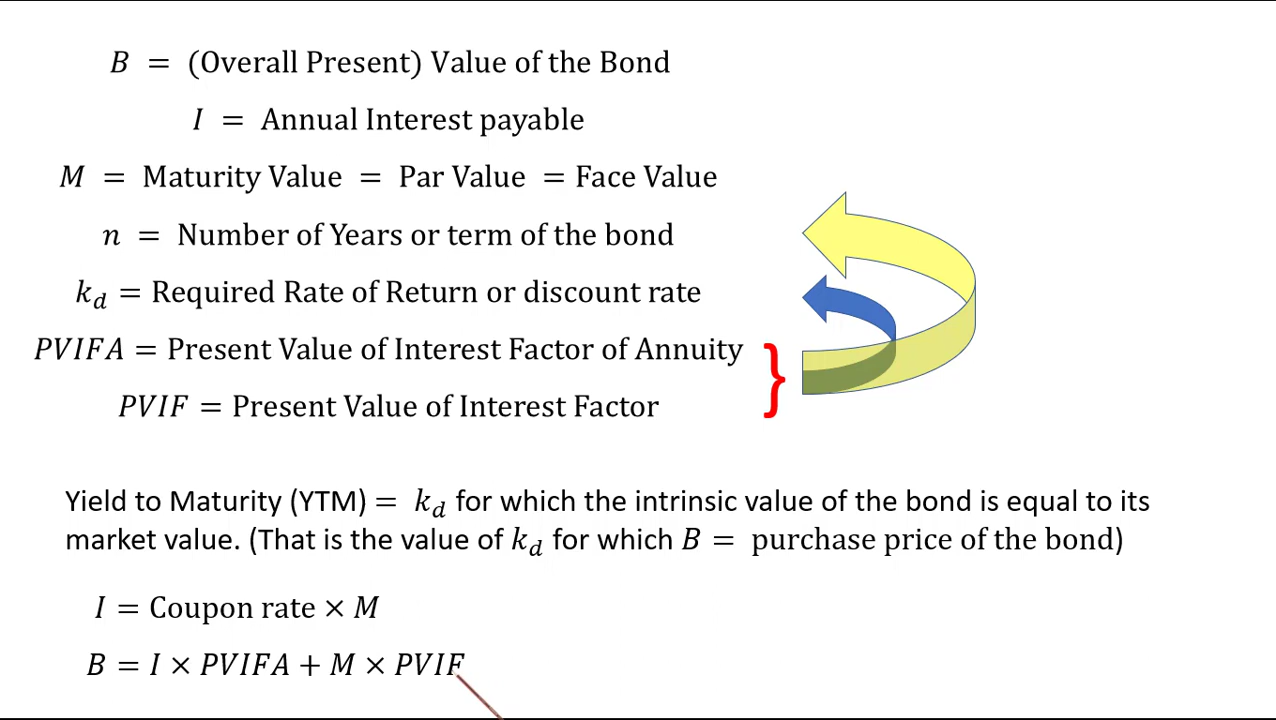 B = (Overall Present) Value of the Bond
I = Annual Interest payable
M = Maturity Value = Par Value = Face Value
n = Number of Years or term of the bond
k_d = Required Rate of Return or discount rate
PVIFA = Present Value of Interest Factor of Annuity
PVIF = Present Value of Interest Factor
Yield to Maturity (YTM) = k_d for which the intrinsic value of the bond is equal to its
market value. (That is the value of k_d for which B = purchase price of the bond)
I = Coupon rate × M
B = I × PVIFA + M × PVIF